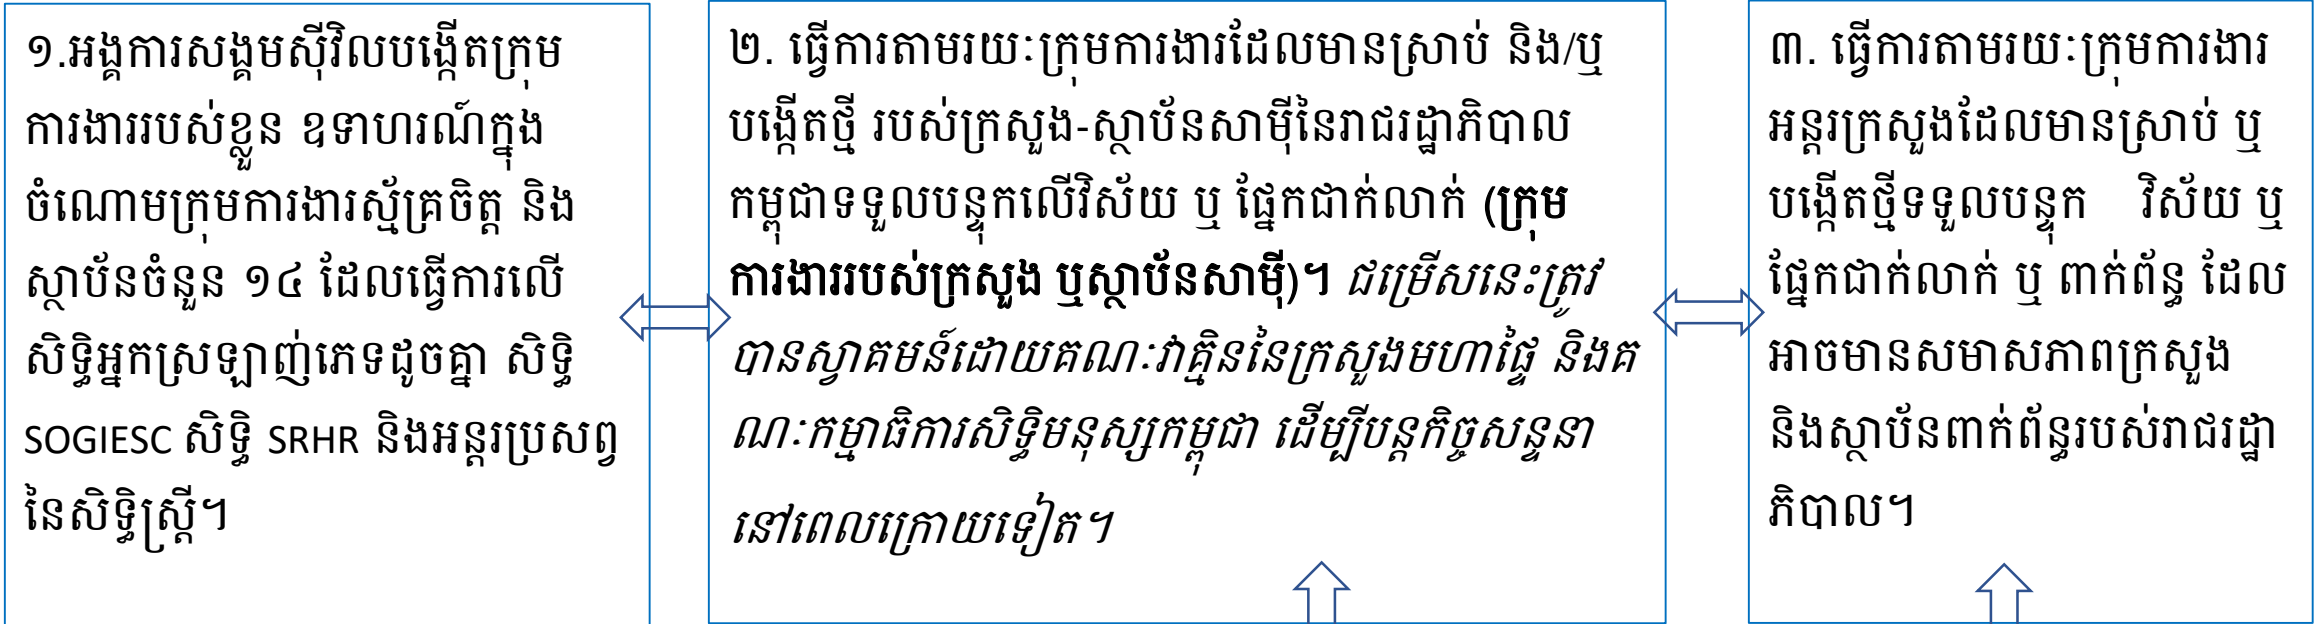 ១.អង្គការសង្គមស៊ីវិលបង្កើតក្រុម
ការងាររបស់ខ្លួន ឧទាហរណ៍ក្នុង
ចំណោមក្រុមការងារស្ម័គ្រចិត្ត និង
ស្ថាប័នចំនួន ១៤ ដែលធ្វើការលើ
សិទ្ធិអ្នកស្រឡាញ់ភេទដូចគ្នា សិទ្ធិ
SOGIESC សិទ្ធិ SRHR និងអន្តរប្រសព្វ
នៃសិទ្ធិស្ត្រី។
២. ធ្វើការតាមរយៈក្រុមការងារដែលមានស្រាប់ និង/ឬ
បង្កើតថ្មី របស់ក្រសួង-ស្ថាប័នសាម៉ីនៃរាជរដ្ឋាភិបាល
កម្ពុជាទទួលបន្ទុកលើវិស័យ ឬ ផ្នែកជាក់លាក់ (ក្រុម
ការងាររបស់ក្រសួង ឬស្ថាប័នសាម៉ី)។ ជម្រើសនេះត្រូវ
បានស្វាគមន៍ដោយគណៈវាគ្មិននៃក្រសួងមហាផ្ទៃ និងគ
ណៈកម្មាធិការសិទ្ធិមនុស្សកម្ពុជា ដើម្បីបន្តកិច្ចសន្ទនា
នៅពេលក្រោយទៀត។
៣. ធ្វើការតាមរយៈក្រុមការងារ
អន្តរក្រសួងដែលមានស្រាប់ ឬ
បង្កើតថ្មីទទួលបន្ទុក វិស័យ ឬ
ផ្នែកជាក់លាក់ ឬ ពាក់ព័ន្ធ ដែល
អាចមានសមាសភាពក្រសួង
និងស្ថាប័នពាក់ព័ន្ធរបស់រាជរដ្ឋា
ភិបាល។